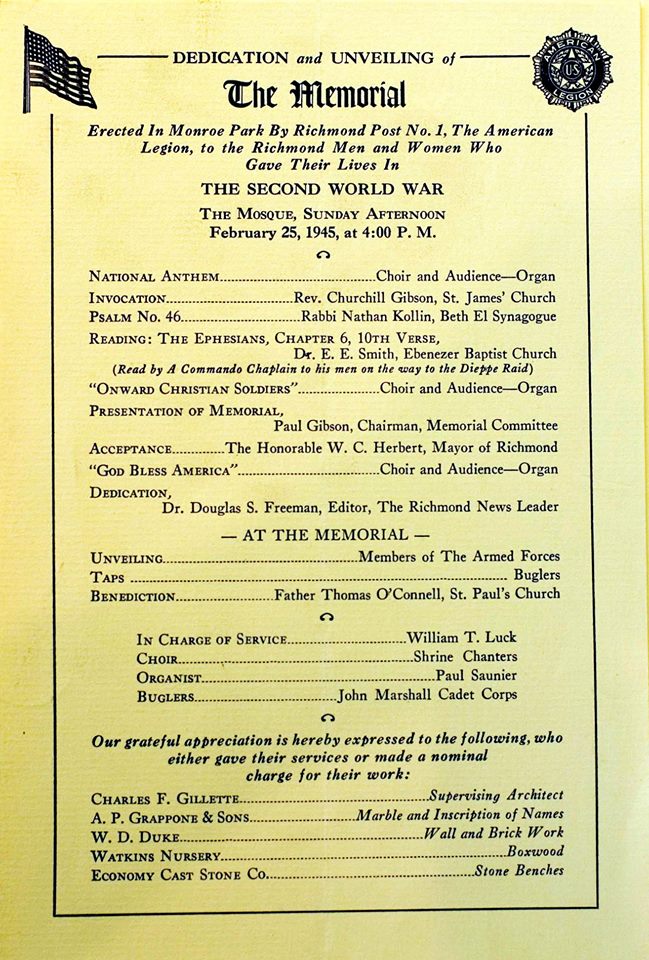 DEDICATION and UNVEILING of
The Memorial
AMERICAN
U.S.
LEGION
Erected In Monroe Park By Richmond Post No. 1, The American
Legion, to the Richmond Men and Women Who
Gave Their Lives In
THE SECOND WORLD WAR
THE MOSQUE, SUNDAY AFTERNOON
February 25, 1945, at 4:00 P. M.
NATIONAL ANTHEM........Choir and Audience—Organ
INVOCATION........Rev. Churchill Gibson, St. James' Church
PSALM No. 46........Rabbi Nathan Kollin, Beth El Synagogue
READING: THE EPHESIANS, CHAPTER 6, 10TH VERSE,
Dr. E. E. Smith, Ebenezer Baptist Church
(Read by A Commando Chaplain to his men on the way to the Dieppe Raid)
"ONWARD CHRISTIAN SOLDIERS"........Choir and Audience—Organ
PRESENTATION OF MEMORIAL,
Paul Gibson, Chairman, Memorial Committee
ACCEPTANCE........The Honorable W. C. Herbert, Mayor of Richmond
"GOD BLESS AMERICA"........Choir and Audience—Organ
DEDICATION,
Dr. Douglas S. Freeman, Editor, The Richmond News Leader
— AT THE MEMORIAL —
UNVEILING........Members of The Armed Forces
TAPS ........ Buglers
BENEDICTION........Father Thomas O'Connell, St. Paul's Church
IN CHARGE OF SERVICE........William T. Luck
CHOIR........Shrine Chanters
ORGANIST........Paul Saunier
BUGLERS........John Marshall Cadet Corps
Our grateful appreciation is hereby expressed to the following, who
either gave their services or made a nominal
charge for their work:
CHARLES F. GILLETTE........Supervising Architect
A. P. GRAPPONE & SONS........Marble and Inscription of Names
W. D. DUKE........Wall and Brick Work
WATKINS NURSERY........Boxwood
ECONOMY CAST STONE CO.........Stone Benches